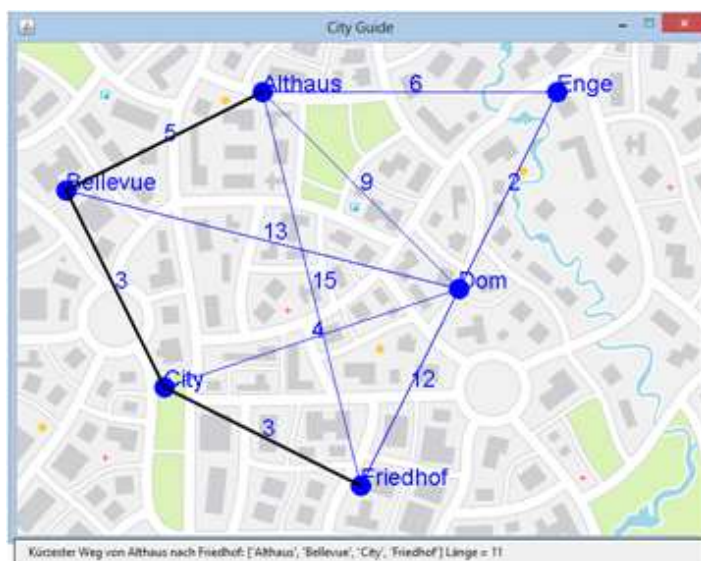 City Guide
Althaus
6
Enge
5
9
2
Bellevue
13
3
15
Dom
4
City
12
3
Friedhof
Kürzester Weg von Althaus nach Friedhof: ['Althaus', 'Bellevue', 'City', 'Friedhof'] Länge = 11